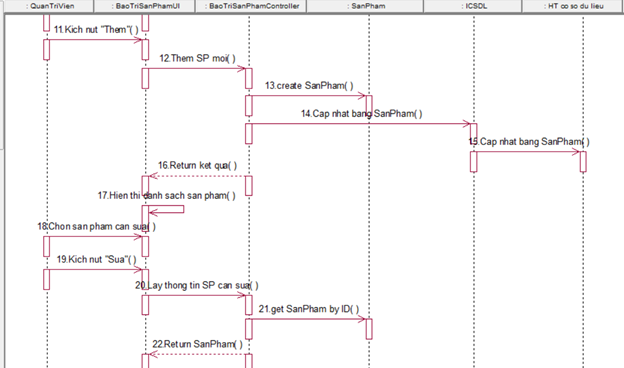 : QuanTriVien
: BaoTriSanPhamUI
: BaoTriSanPhamController
: SanPham
: ICSDL
: HT co so du lieu
11.Kich nut "Them"( )
12.Them SP moi( )
13.create SanPham( )
14.Cap nhat bang SanPham( )
15.Cap nhat bang SanPham( )
16.Return ket qua( )
17.Hien thi danh sach san pham( )
18.Chon san pham can sua( )
19.Kich nut "Sua"( )
20.Lay thong tin SP can sua( )
21.get SanPham by ID( )
22.Return SanPham( )